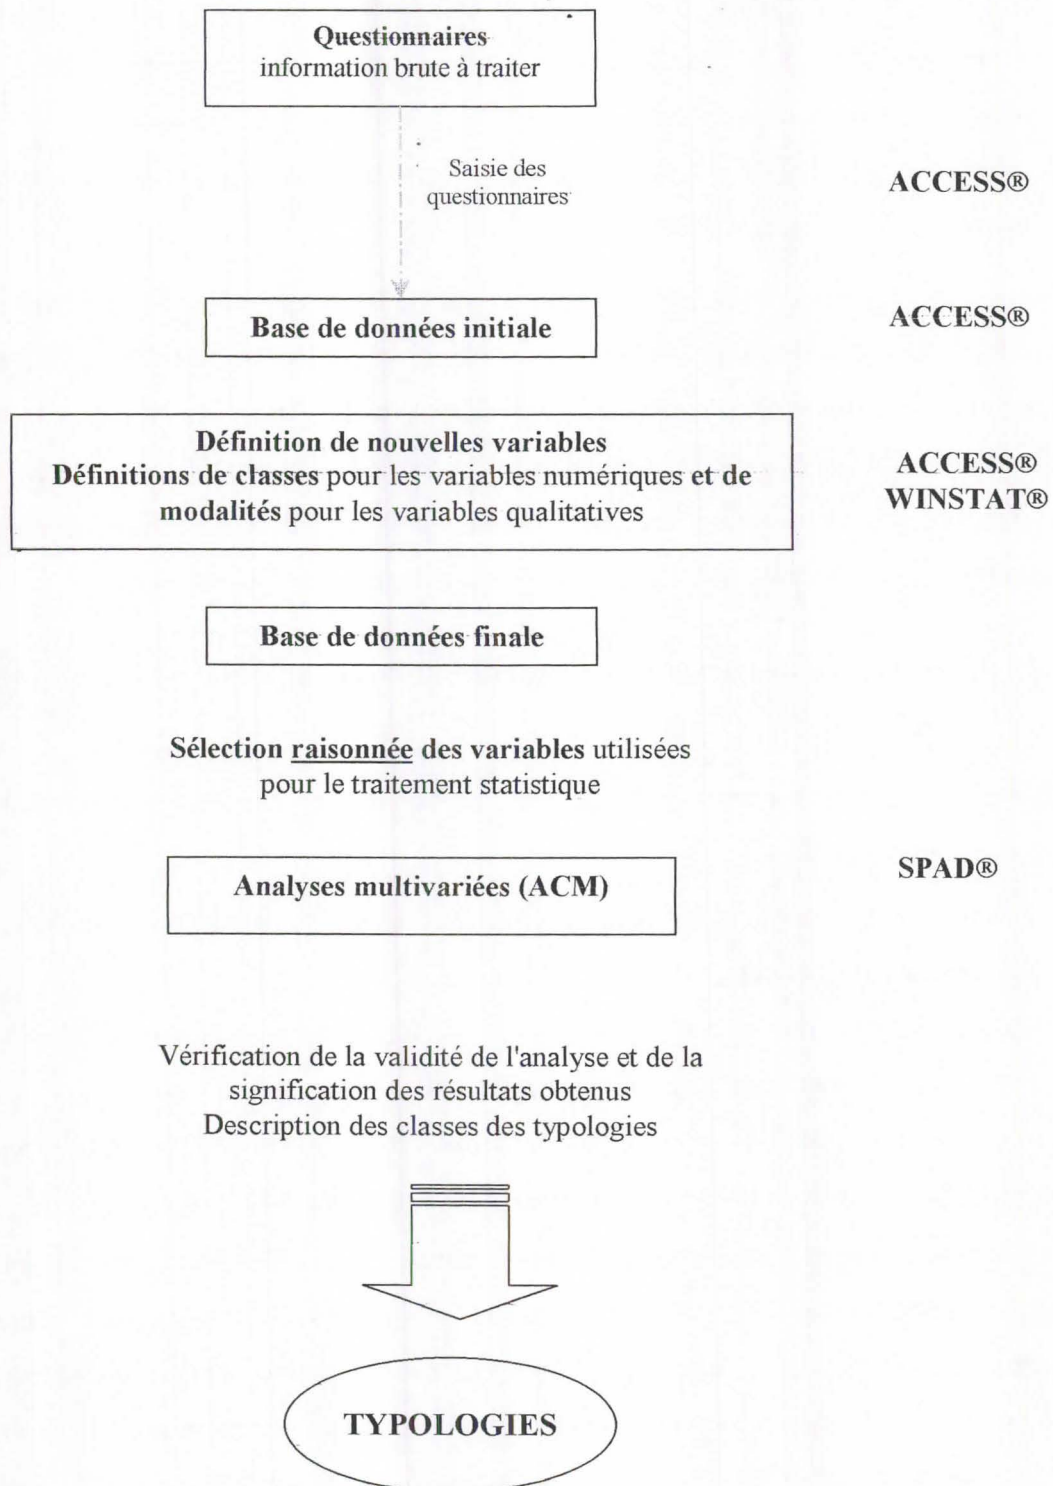 Questionnaires
information brute à traiter
Saisie des
questionnaires
ACCESS®
Base de données initiale
ACCESS®
Définition de nouvelles variables
Définitions de classes pour les variables numériques et de
modalités pour les variables qualitatives
ACCESS®
WINSTAT®
Base de données finale
Sélection raisonnée des variables utilisées
pour le traitement statistique
Analyses multivariées (ACM)
SPAD®
Vérification de la validité de l'analyse et de la
signification des résultats obtenus
Description des classes des typologies
TYPOLOGIES